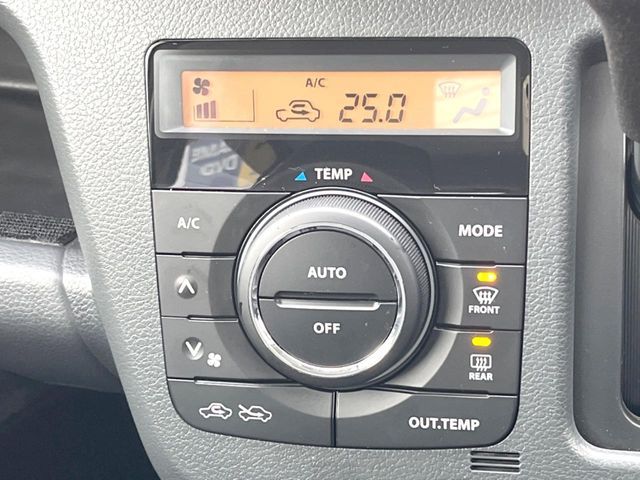 A/C
25.0
TEMP
A/C
MODE
AUTO
OFF
FRONT
REAR
OUT.TEMP